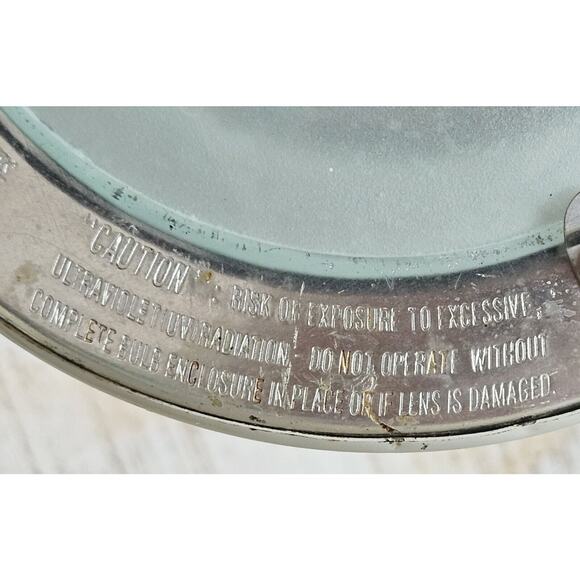 "CAUTION": RISK OF EXPOSURE TO EXCESSIVE,
ULTRAVIOLET (UV) RADIATION. DO NOT OPERATE WITHOUT
COMPLETE BULB ENCLOSURE IN PLACE OR IF LENS IS DAMAGED.